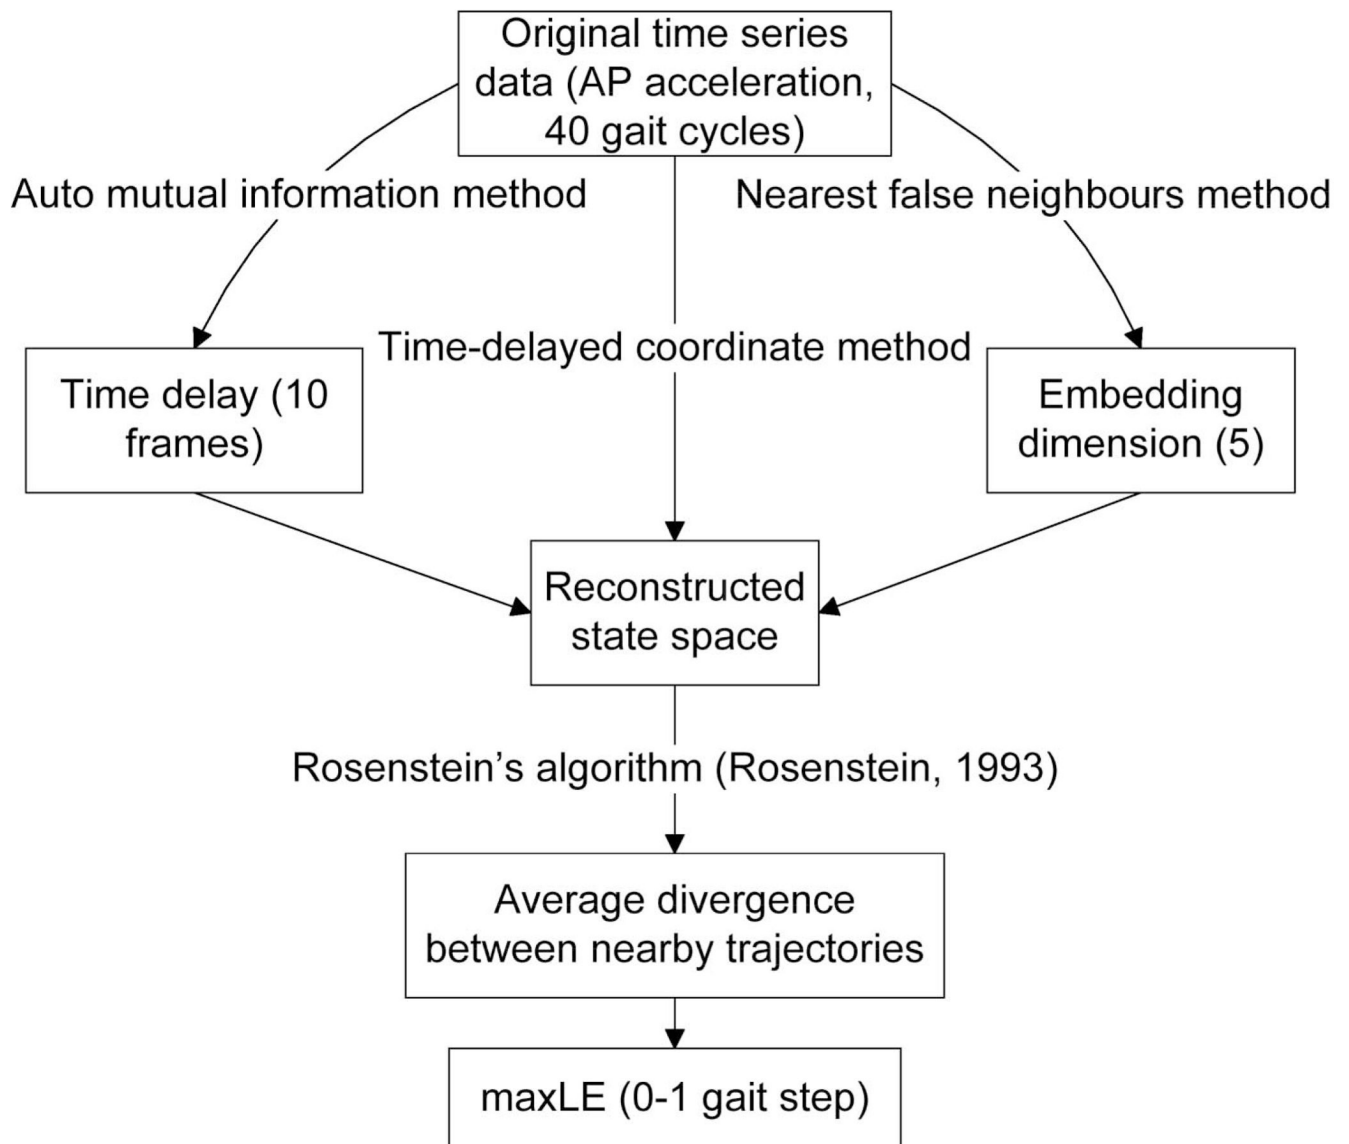 Original time series
data (AP acceleration,
40 gait cycles)
Auto mutual information method
Nearest false neighbours method
Time-delayed coordinate method
Time delay (10
frames)
Embedding
dimension (5)
Reconstructed
state space
Rosenstein’s algorithm (Rosenstein, 1993)
Average divergence
between nearby trajectories
maxLE (0-1 gait step)